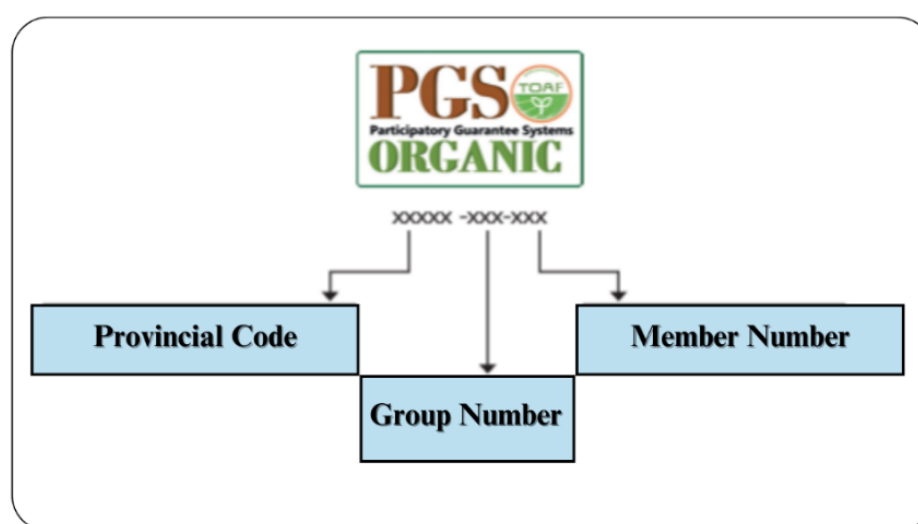 PGS
TOAF
Participatory Guarantee Systems
ORGANIC
xxxxx -xxx-xxx
Provincial Code
Member Number
Group Number